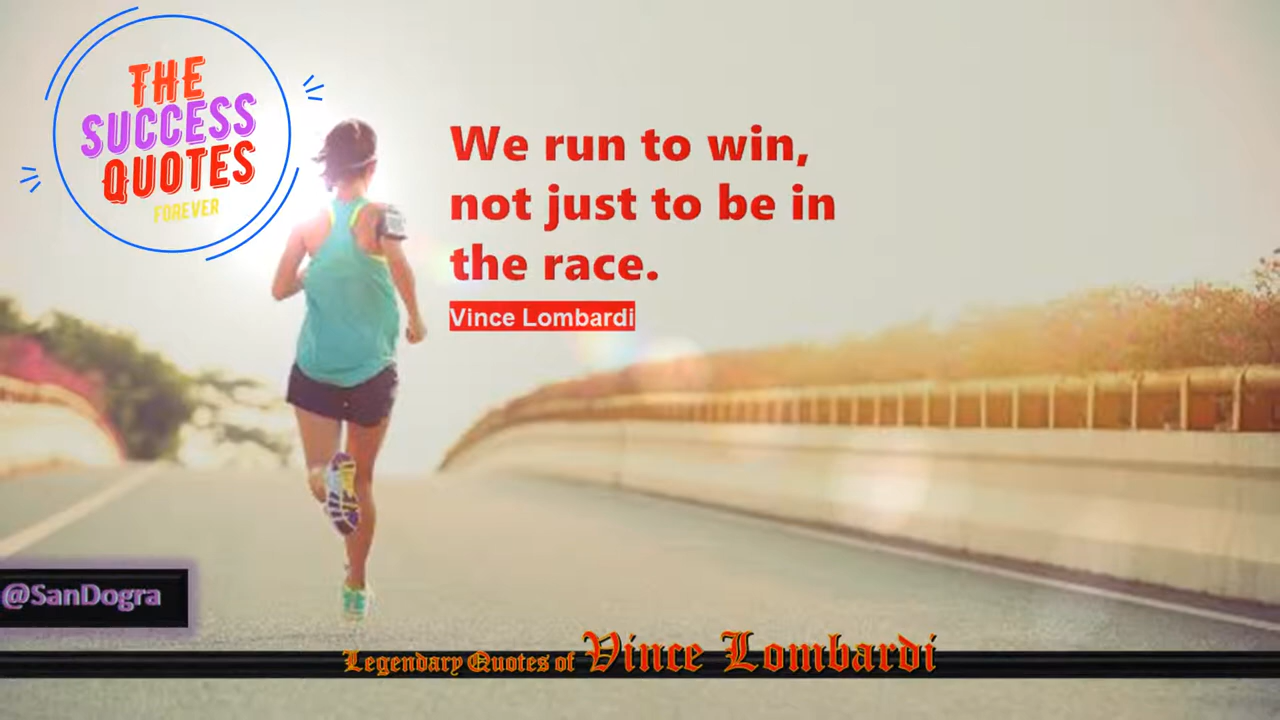 THE
SUCCESS
QUOTES
FOREVER
We run to win,
not just to be in
the race.
Vince Lombardi
@SanDogra
Legendary Quotes of Vince Lombardi